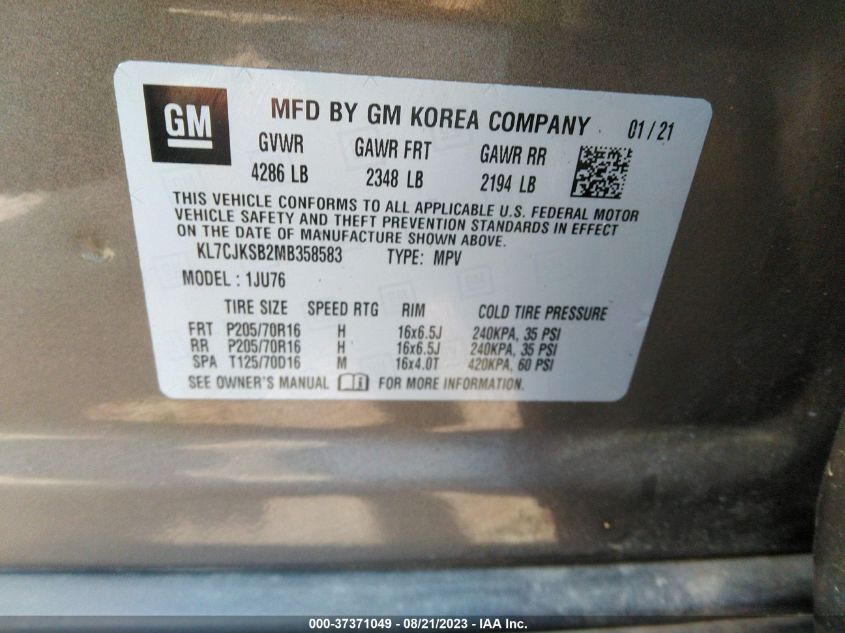 GM
MFD BY GM KOREA COMPANY 01/21
GVWR GAWR FRT GAWR RR
4286 LB 2348 LB 2194 LB
THIS VEHICLE CONFORMS TO ALL APPLICABLE U.S. FEDERAL MOTOR
VEHICLE SAFETY AND THEFT PREVENTION STANDARDS IN EFFECT
ON THE DATE OF MANUFACTURE SHOWN ABOVE.
KL7CJKSB2MB358583 TYPE: MPV
MODEL : 1JU76
TIRE SIZE SPEED RTG RIM COLD TIRE PRESSURE
FRT P205/70R16 H 16x6.5J 240KPA, 35 PSI
RR P205/70R16 H 16x6.5J 240KPA, 35 PSI
SPA T125/70D16 M 16x4.0T 420KPA, 60 PSI
SEE OWNER'S MANUAL FOR MORE INFORMATION.
000-37371049 - 08/21/2023 - IAA Inc.